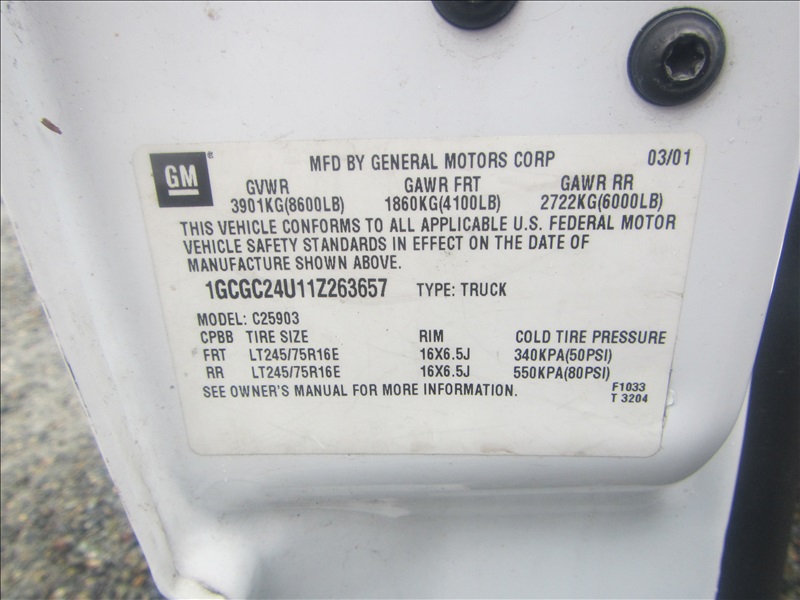 GM®
MFD BY GENERAL MOTORS CORP 03/01
GVWR GAWR FRT GAWR RR
3901KG(8600LB) 1860KG(4100LB) 2722KG(6000LB)
THIS VEHICLE CONFORMS TO ALL APPLICABLE U.S. FEDERAL MOTOR
VEHICLE SAFETY STANDARDS IN EFFECT ON THE DATE OF
MANUFACTURE SHOWN ABOVE.
1GCGC24U11Z263657 TYPE: TRUCK
MODEL: C25903
CPBB TIRE SIZE RIM COLD TIRE PRESSURE
FRT LT245/75R16E 16X6.5J 340KPA(50PSI)
RR LT245/75R16E 16X6.5J 550KPA(80PSI)
SEE OWNER'S MANUAL FOR MORE INFORMATION.
F1033
T 3204